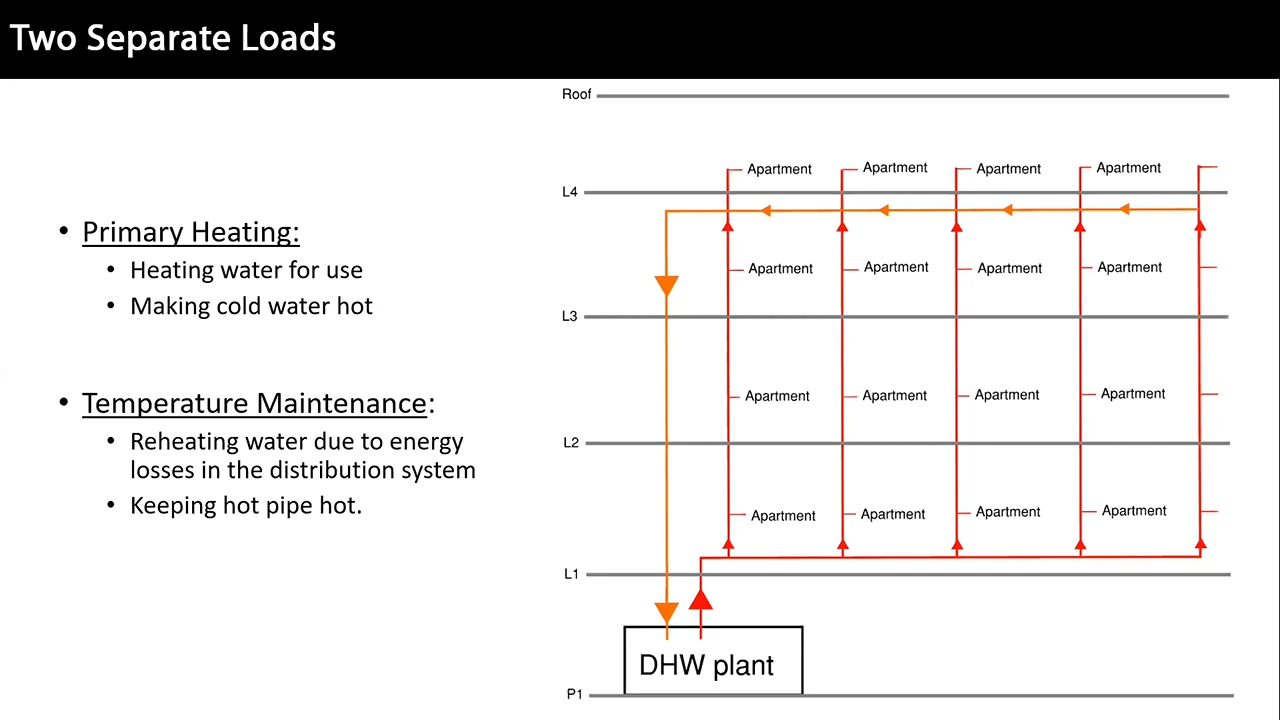 Two Separate Loads
• Primary Heating:
• Heating water for use
• Making cold water hot
• Temperature Maintenance:
• Reheating water due to energy
losses in the distribution system
• Keeping hot pipe hot.
Roof
Apartment Apartment Apartment Apartment
L4
Apartment Apartment Apartment Apartment
L3
Apartment Apartment Apartment Apartment
L2
Apartment Apartment Apartment Apartment
L1
DHW plant
P1